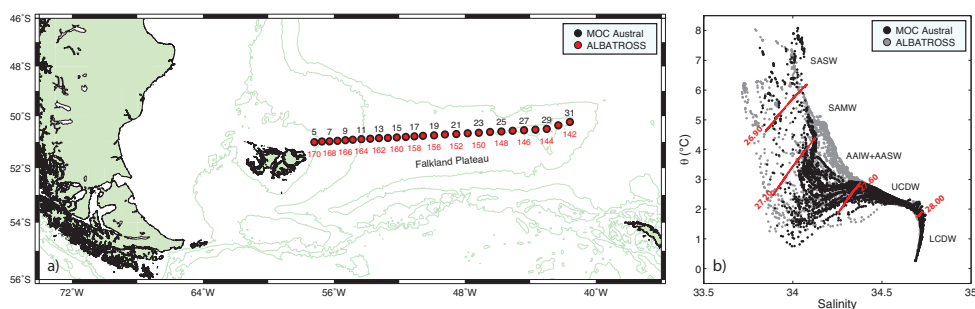 46°S
48°S
50°S
52°S
54°S
56°S
72°W
64°W
56°W
48°W
40°W
MOC Austral
ALBATROSS
5 7 9 11 13 15 17 19 21 23 25 27 29 31
170 168 166 164 162 160 158 156 152 150 148 146 144 142
Falkland Plateau
a)
θ (°C)
8
7
6
5
4
3
2
1
0
MOC Austral
ALBATROSS
SASW
SAMW
AAIW+AASW
UCDW
LCDW
26.90
27.20
27.60
28.00
b)
33.5 34 34.5 35
Salinity